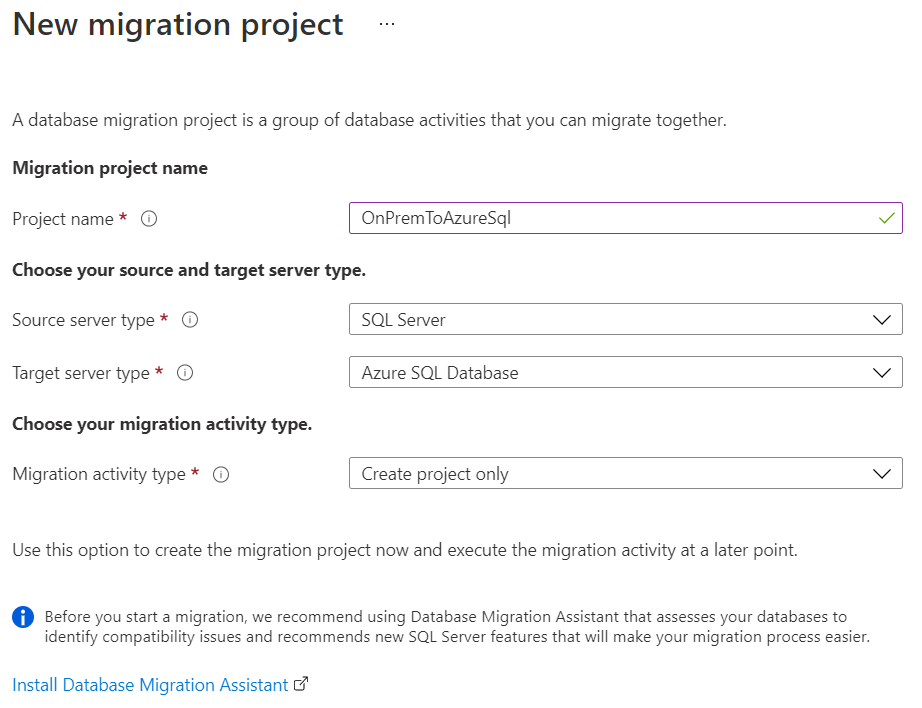 New migration project ...
A database migration project is a group of database activities that you can migrate together.
Migration project name
Project name * OnPremToAzureSql
Choose your source and target server type.
Source server type * SQL Server
Target server type * Azure SQL Database
Choose your migration activity type.
Migration activity type * Create project only
Use this option to create the migration project now and execute the migration activity at a later point.
Before you start a migration, we recommend using Database Migration Assistant that assesses your databases to
identify compatibility issues and recommends new SQL Server features that will make your migration process easier.
Install Database Migration Assistant